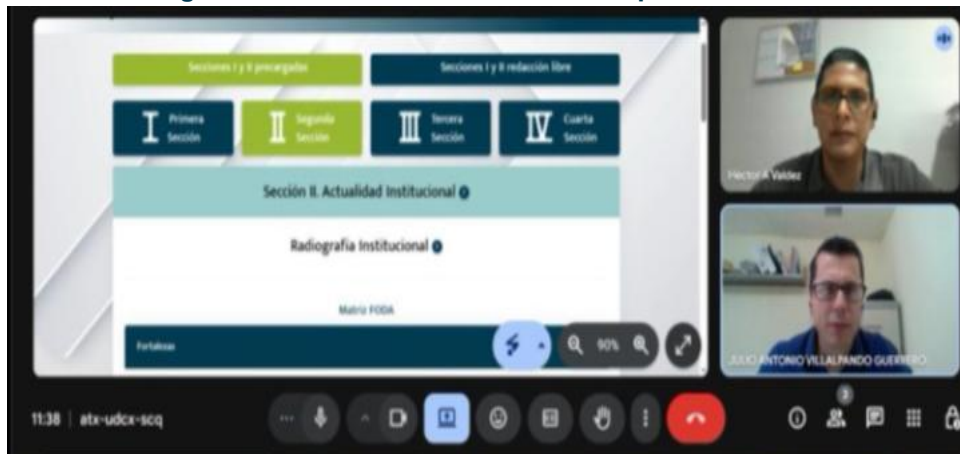 Secciones I y II precargadas
Secciones I y II redacción libre
I Primera Sección
II Segunda Sección
III Tercera Sección
IV Cuarta Sección
Sección II. Actualidad Institucional
Radiografía Institucional
Matriz FODA
Fortalezas
90%
Hector A Valdez
JULIO ANTONIO VILLALPANDO GUERRERO
11:38 | atx-udcx-scq